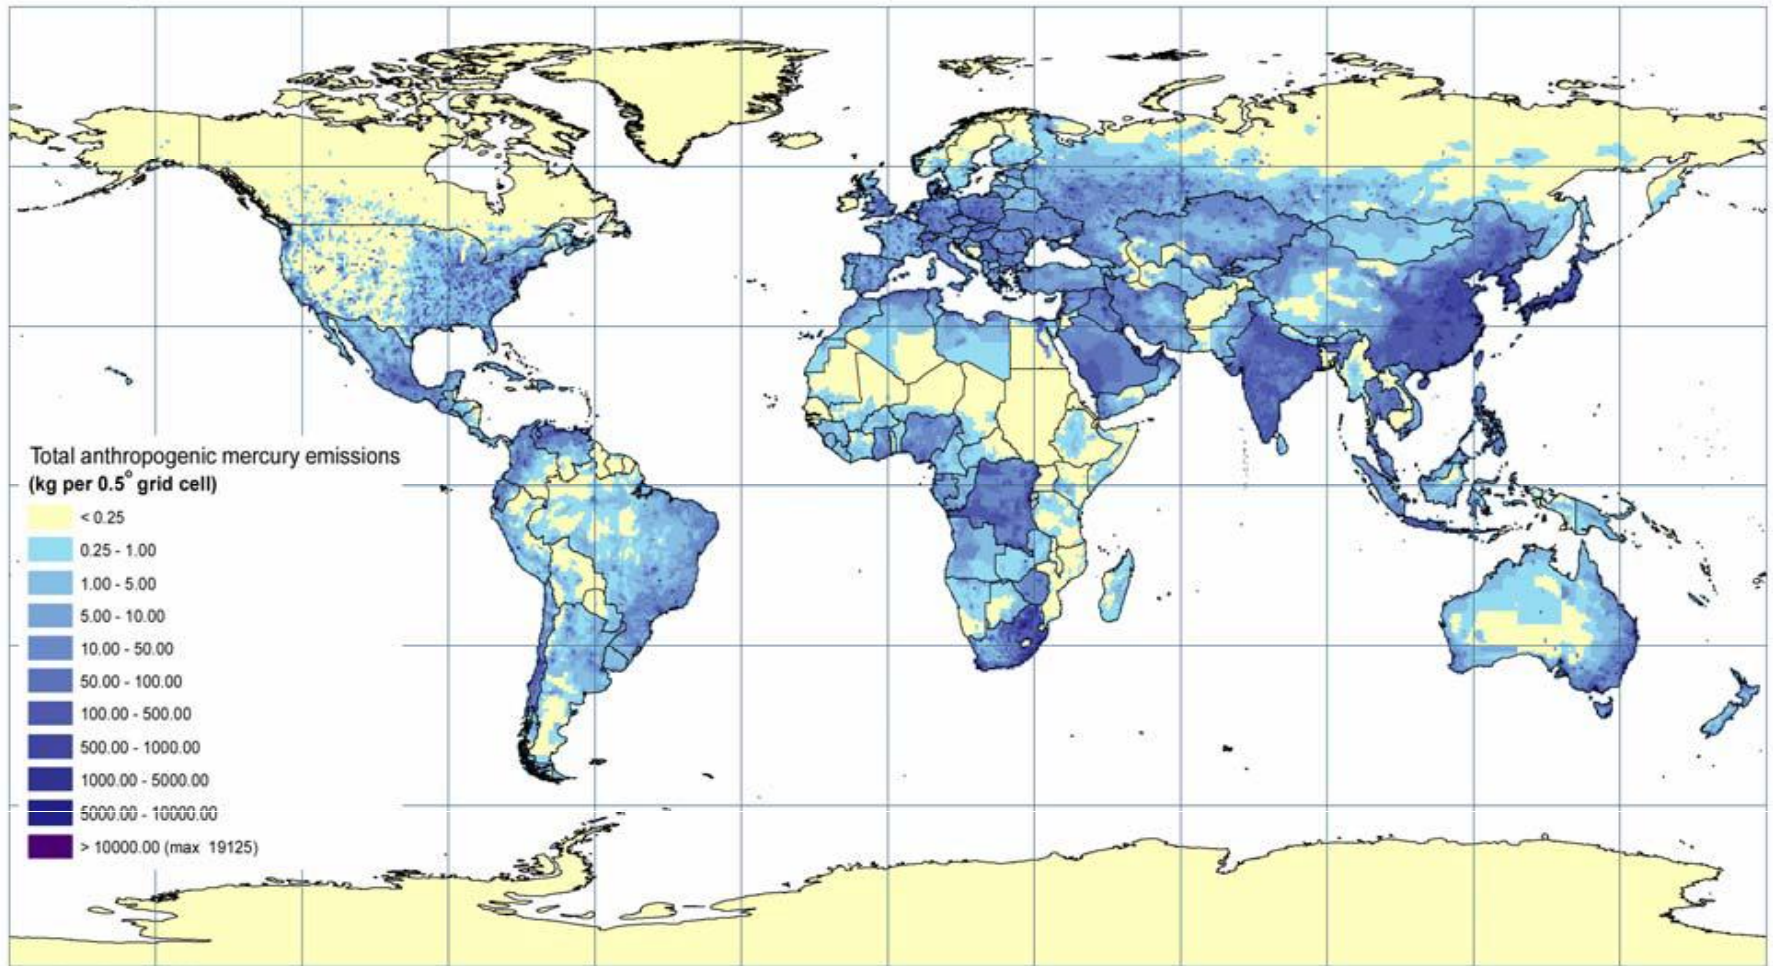 Total anthropogenic mercury emissions
(kg per 0.5° grid cell)
< 0.25
0.25 - 1.00
1.00 - 5.00
5.00 - 10.00
10.00 - 50.00
50.00 - 100.00
100.00 - 500.00
500.00 - 1000.00
1000.00 - 5000.00
5000.00 - 10000.00
> 10000.00 (max 19125)